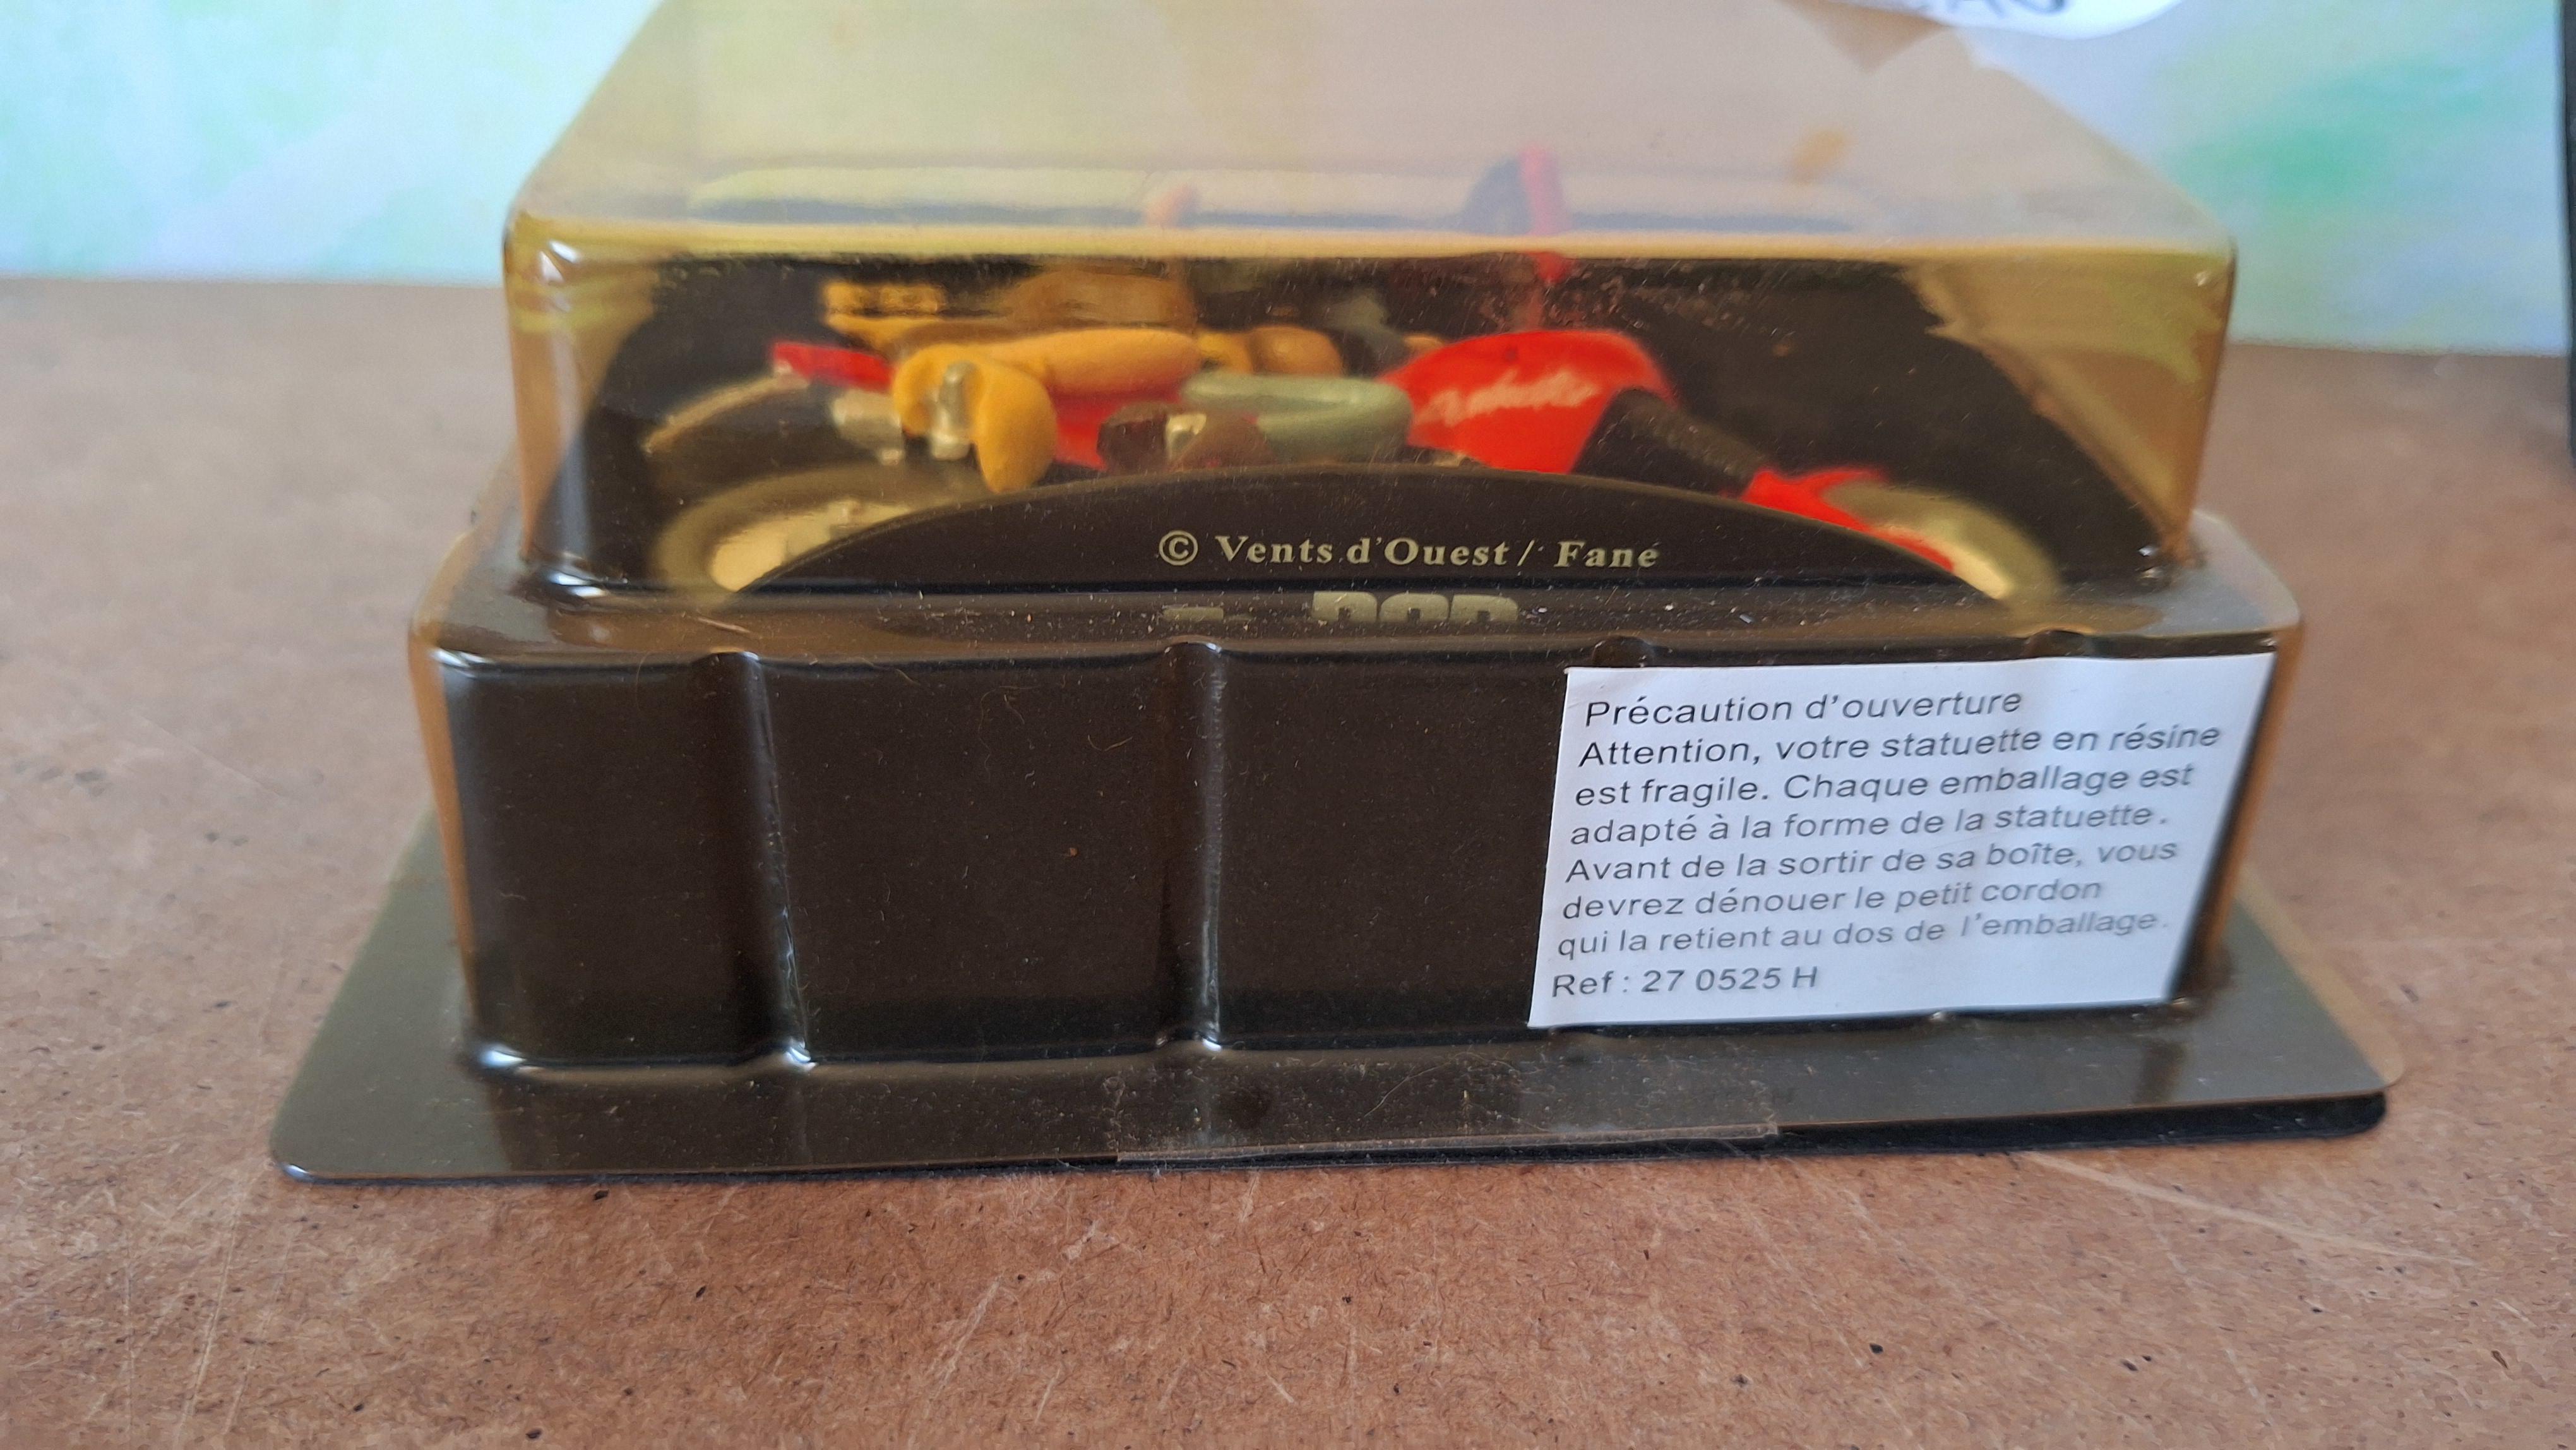 © Vents d'Ouest / Fane
Précaution d'ouverture
Attention, votre statuette en résine
est fragile. Chaque emballage est
adapté à la forme de la statuette.
Avant de la sortir de sa boîte, vous
devrez dénouer le petit cordon
qui la retient au dos de l'emballage.
Ref : 27 0525 H